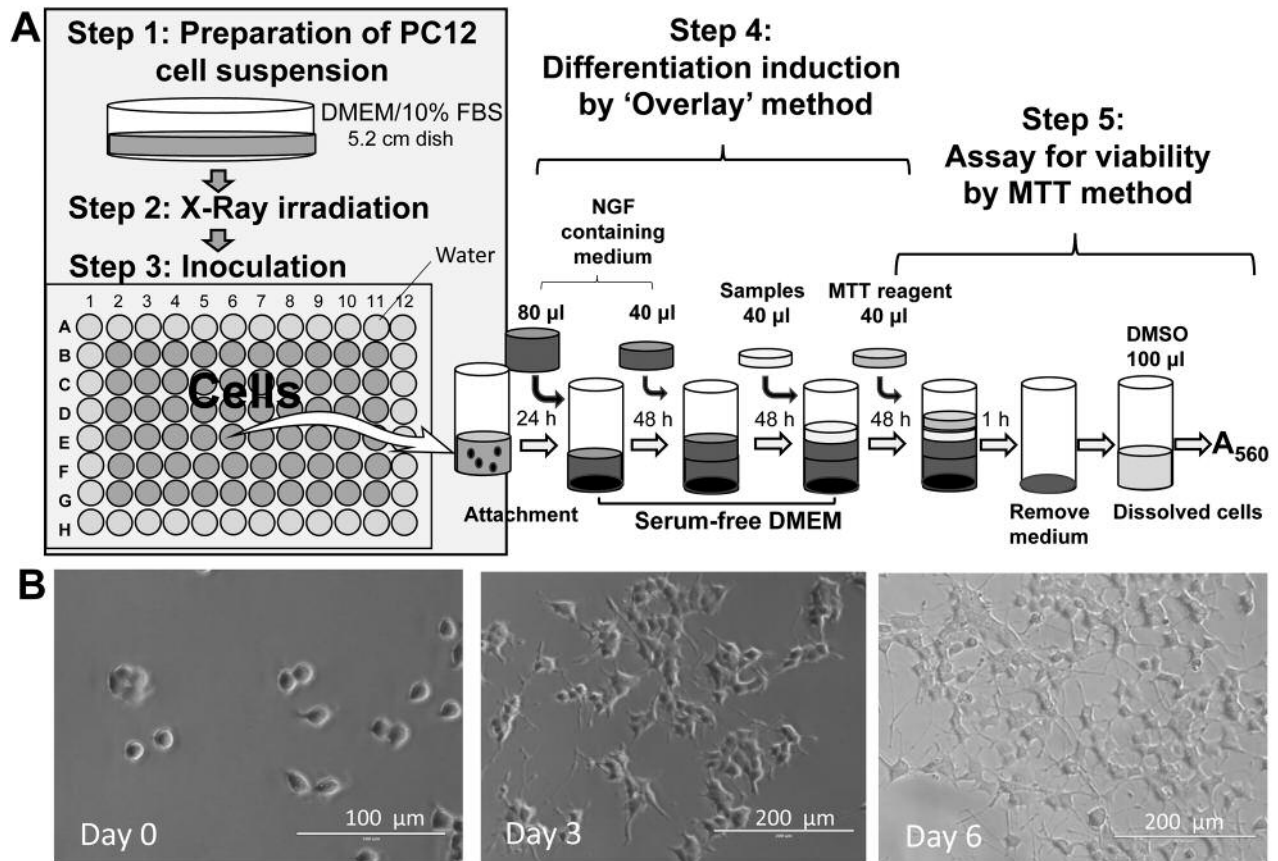 A
Step 1: Preparation of PC12
cell suspension
DMEM/10% FBS
5.2 cm dish
Step 2: X-Ray irradiation
Step 3: Inoculation
Water
1 2 3 4 5 6 7 8 9 10 11 12
A
B
C
D
E
F
G
H
Cells
Step 4:
Differentiation induction
by ‘Overlay’ method
Step 5:
Assay for viability
by MTT method
NGF
containing
medium
80 µl
40 µl
Samples
40 µl
MTT reagent
40 µl
DMSO
100 µl
24 h
48 h
48 h
48 h
1 h
A560
Attachment
Serum-free DMEM
Remove
medium
Dissolved cells
B
Day 0
100 µm
Day 3
200 µm
Day 6
200 µm